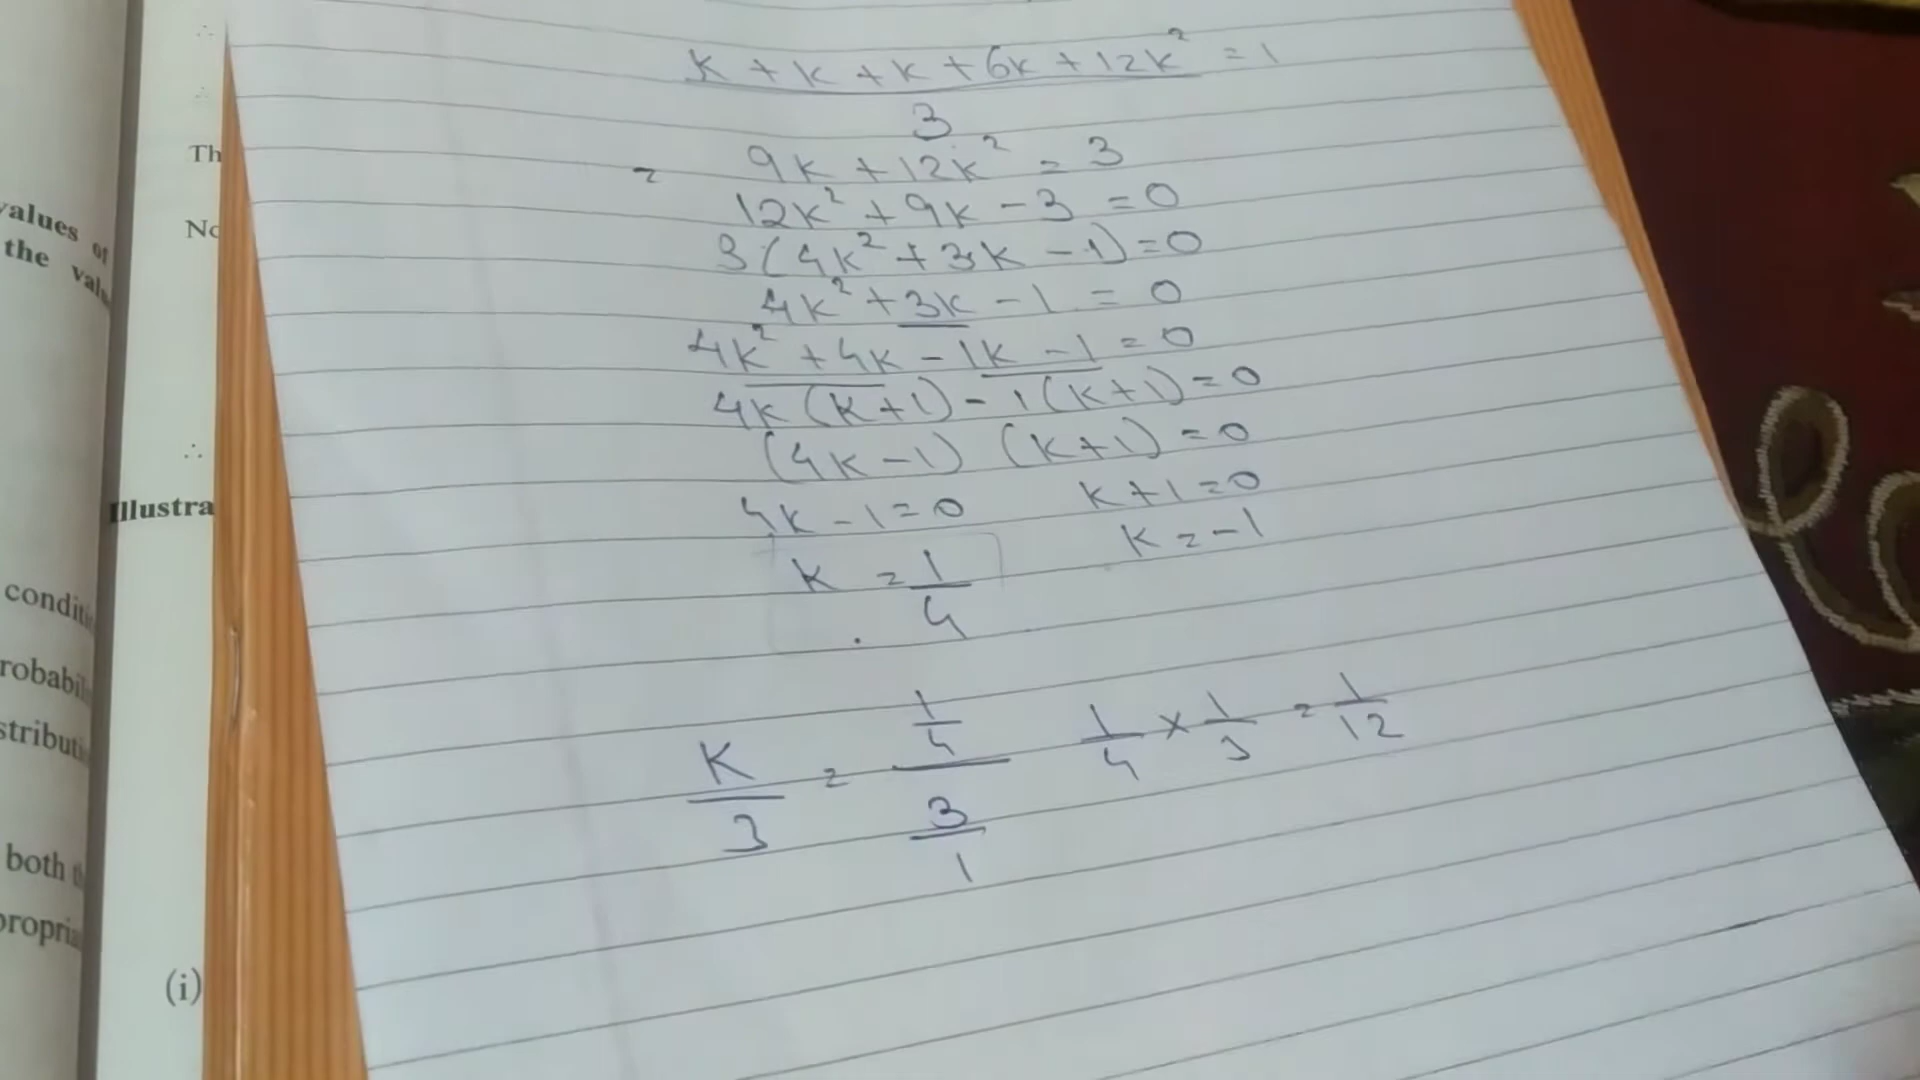 values of
the
condit
robabil
stributi
both
propria
∴
∴
Th
No
∴
Illustra
(i)
K + K + K + 6K + 12K² = 1
3
= 9K + 12K² = 3
12K² + 9K - 3 = 0
3(4K² + 3K - 1) = 0
4K² + 3K - 1 = 0
4K² + 4K - 1K - 1 = 0
4K(K+1) - 1(K+1) = 0
(4K-1) (K+1) = 0
4K - 1 = 0 K + 1 = 0
K = 1/4 K = -1
K/3 = (1/4)/(3/1) 1/4 × 1/3 = 1/12